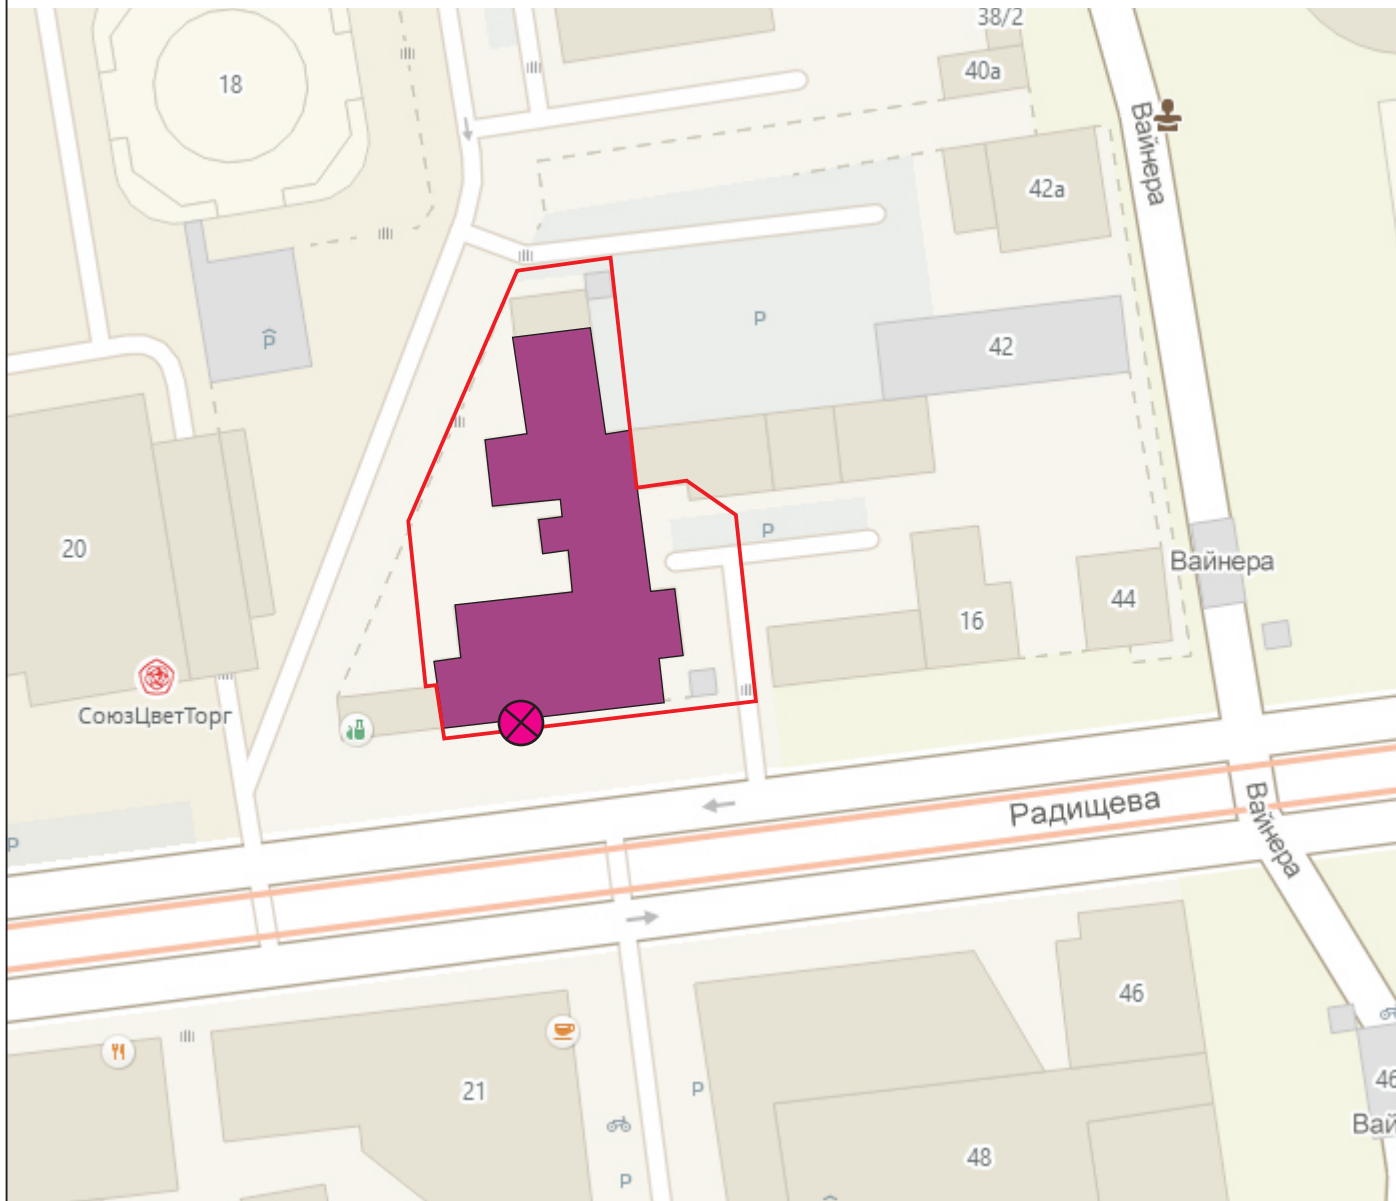 38/2
18
40а
Вайнера
42а
P
P
42
P
20
Вайнера
44
16
СоюзЦветТорг
Радищева
Вайнера
P
46
21
P
46
Вай
48
P